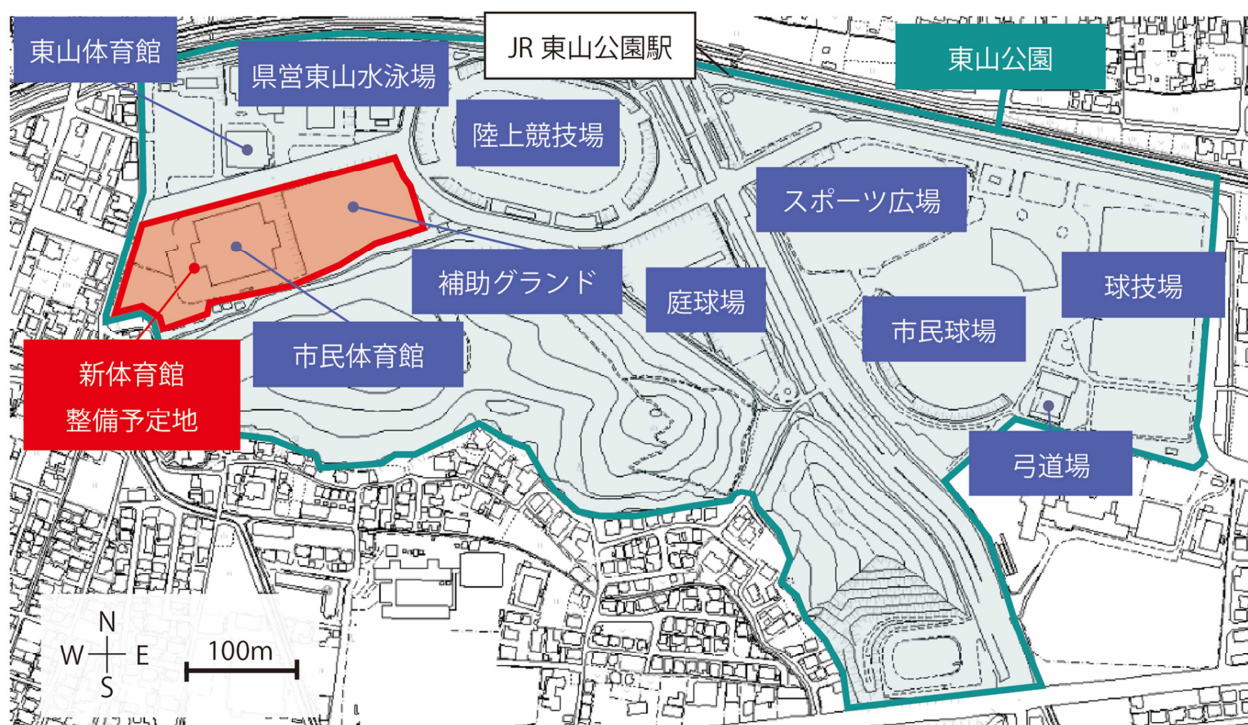 JR 東山公園駅
東山公園
東山体育館
県営東山水泳場
陸上競技場
スポーツ広場
補助グランド
庭球場
球技場
市民球場
市民体育館
新体育館
整備予定地
弓道場
N
W E
S
100m